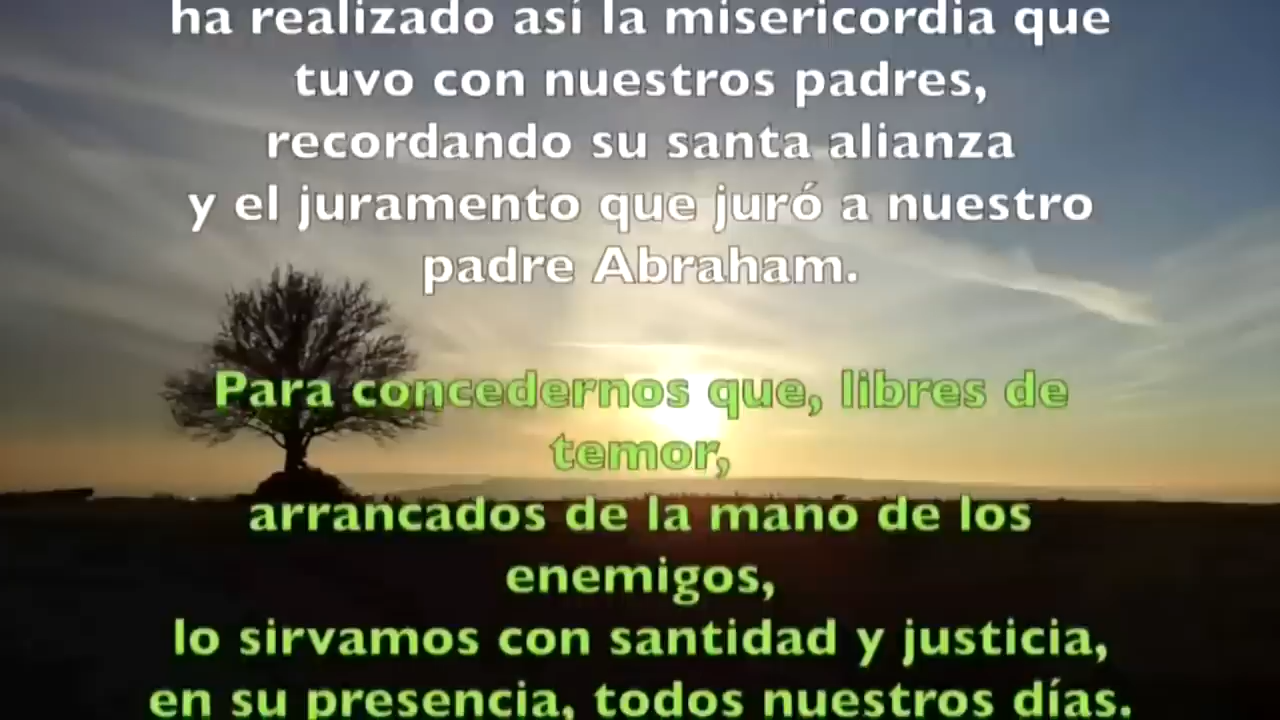 ha realizado así la misericordia que
tuvo con nuestros padres,
recordando su santa alianza
y el juramento que juró a nuestro
padre Abraham.
Para concedernos que, libres de
temor,
arrancados de la mano de los
enemigos,
lo sirvamos con santidad y justicia,
en su presencia, todos nuestros días.